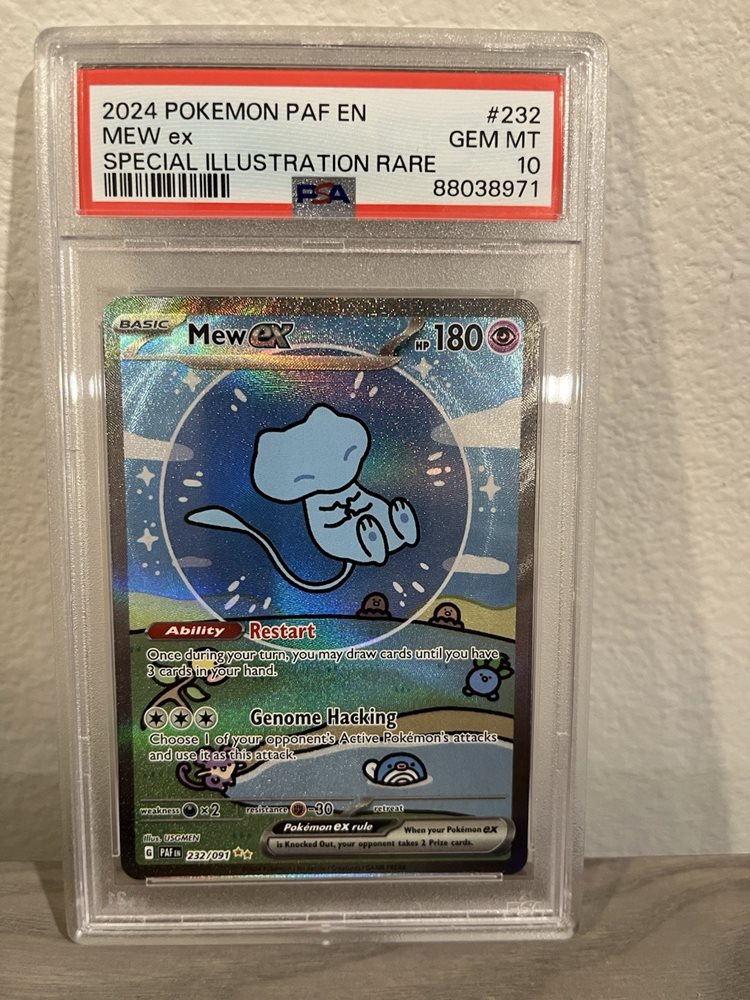 2024 POKEMON PAF EN #232
MEW ex GEM MT
SPECIAL ILLUSTRATION RARE 10
PSA 88038971
BASIC Mew ex HP 180
Ability Restart
Once during your turn, you may draw cards until you have
3 cards in your hand.
Genome Hacking
Choose 1 of your opponent's Active Pokémon's attacks
and use it as this attack.
weakness ×2 resistance -30 retreat
Illus. USGMEN
Pokémon ex rule When your Pokémon ex
is Knocked Out, your opponent takes 2 Prize cards.
G PAF EN 232/091